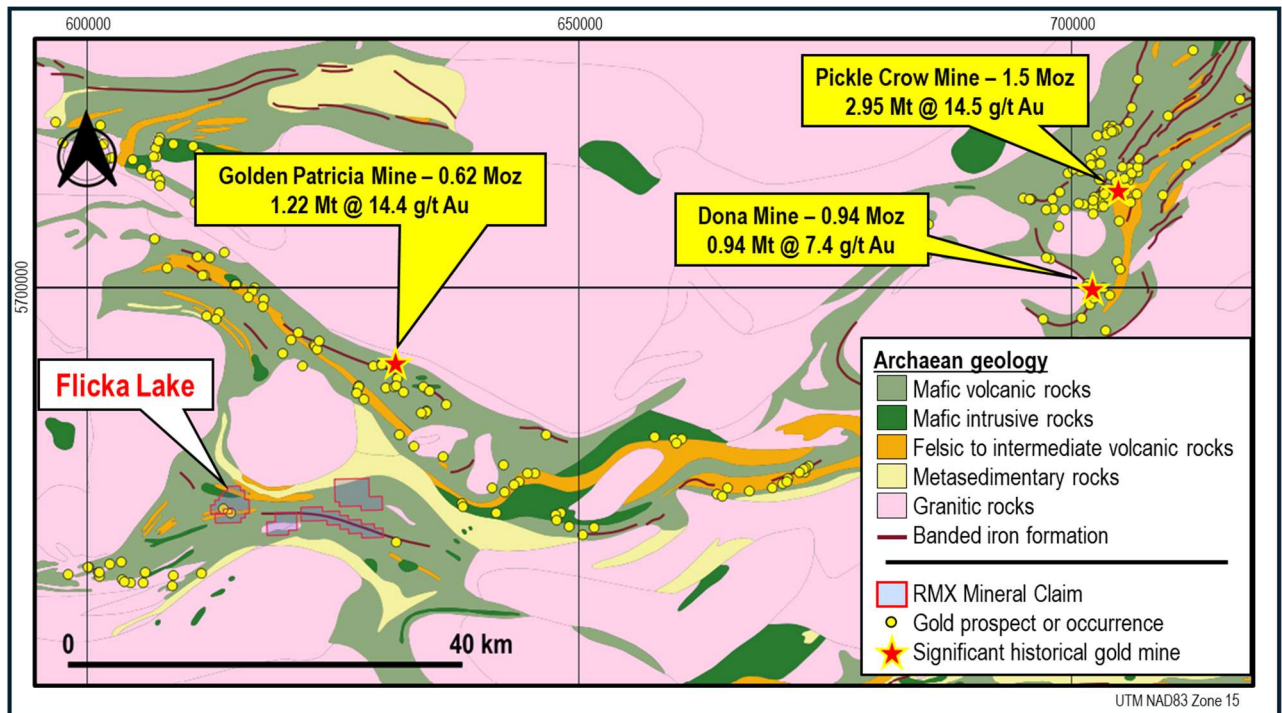 600000
650000
700000
Pickle Crow Mine – 1.5 Moz
2.95 Mt @ 14.5 g/t Au
Golden Patricia Mine – 0.62 Moz
1.22 Mt @ 14.4 g/t Au
Dona Mine – 0.94 Moz
0.94 Mt @ 7.4 g/t Au
5700000
Flicka Lake
Archaean geology
Mafic volcanic rocks
Mafic intrusive rocks
Felsic to intermediate volcanic rocks
Metasedimentary rocks
Granitic rocks
Banded iron formation
RMX Mineral Claim
Gold prospect or occurrence
Significant historical gold mine
0
40 km
UTM NAD83 Zone 15